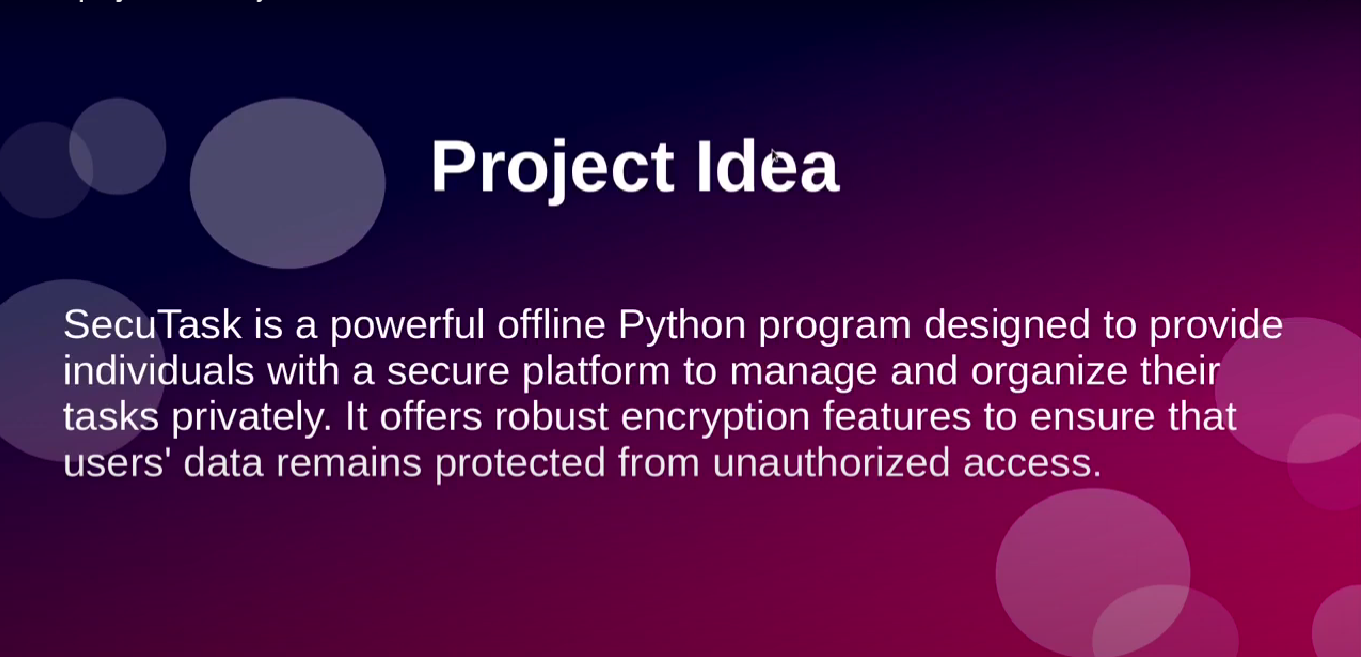 Project Idea
SecuTask is a powerful offline Python program designed to provide
individuals with a secure platform to manage and organize their
tasks privately. It offers robust encryption features to ensure that
users' data remains protected from unauthorized access.